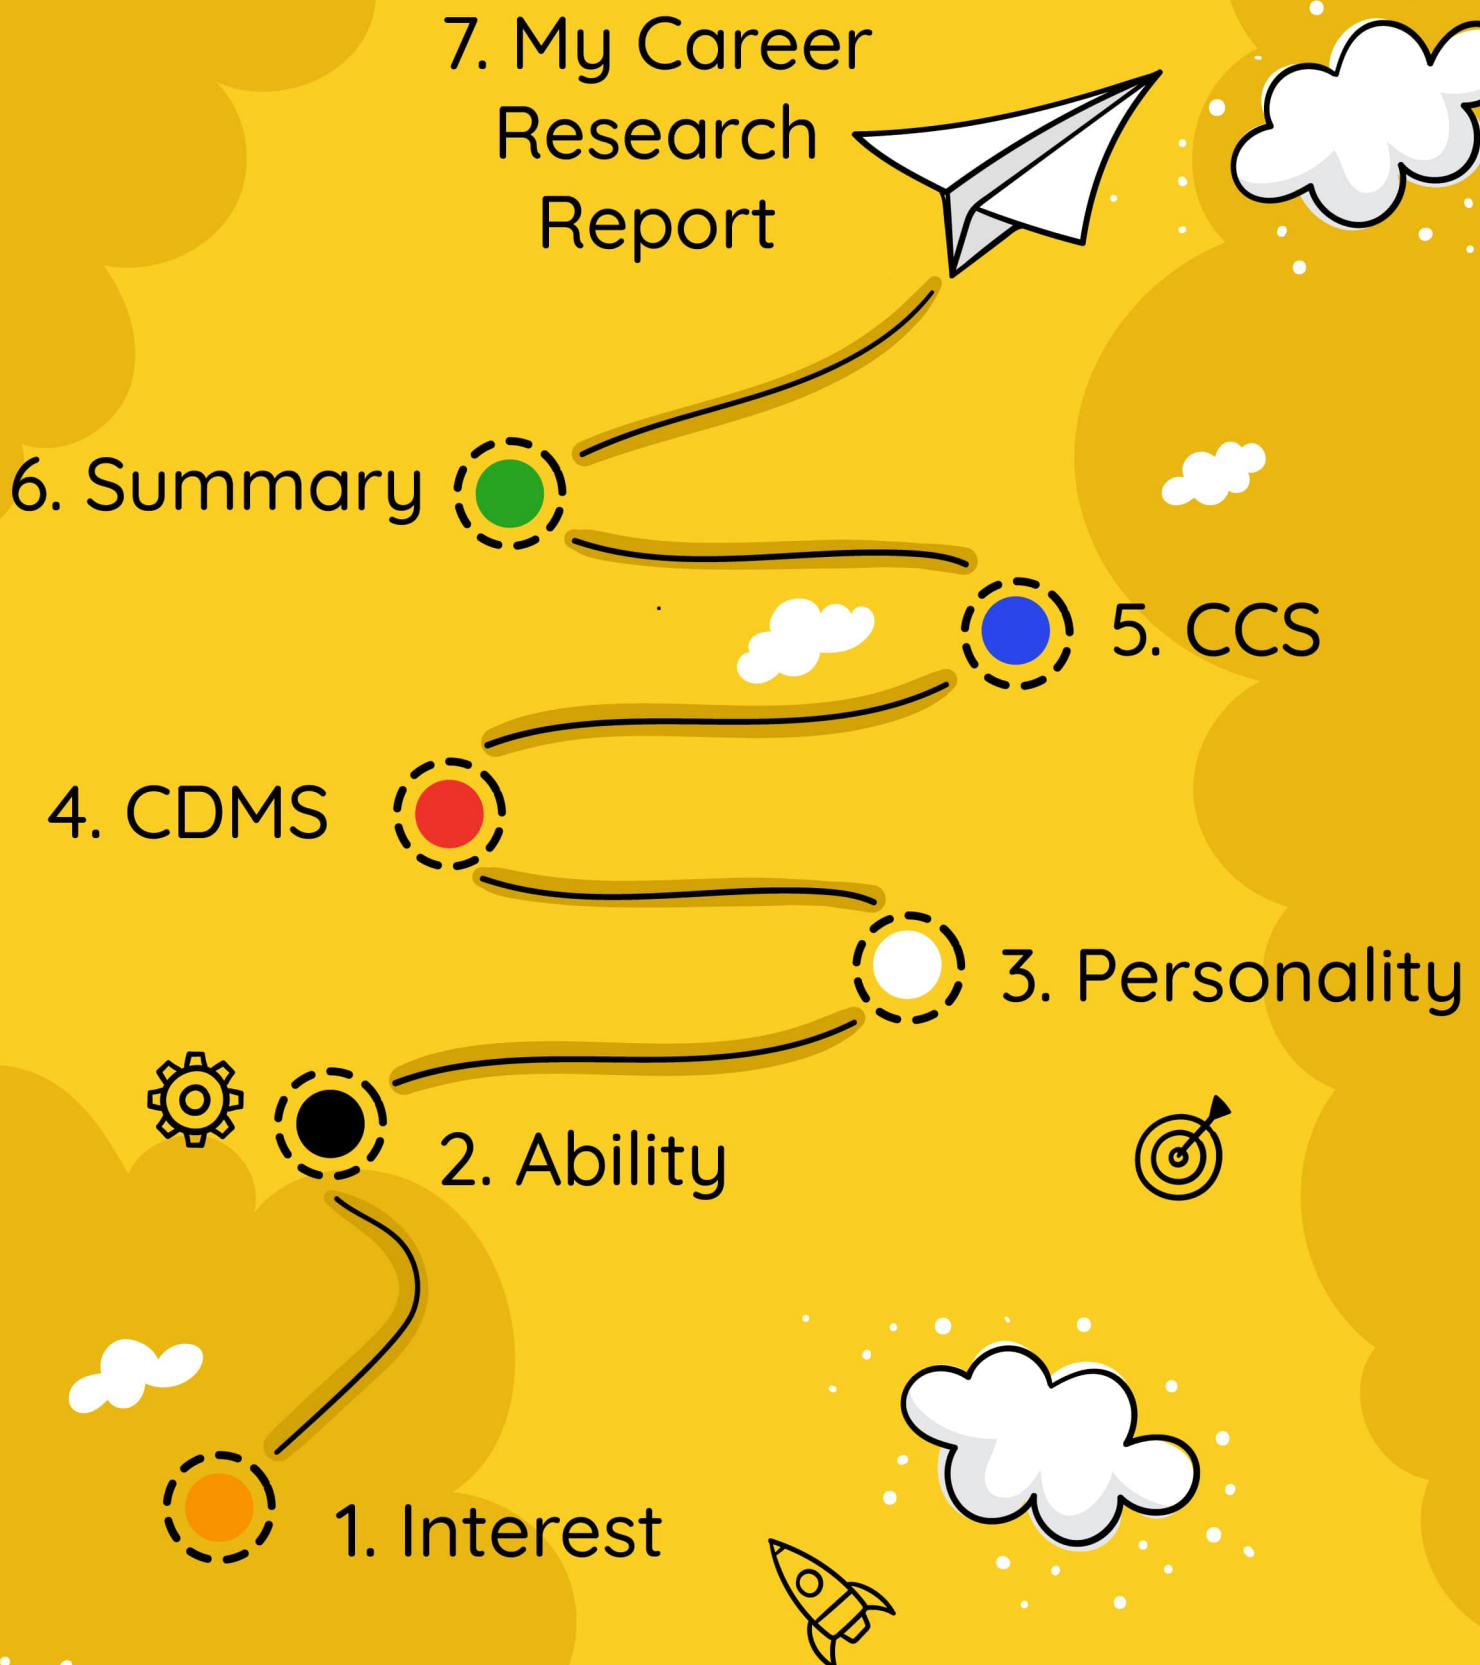 7. My Career
Research
Report
6. Summary
5. CCS
4. CDMS
3. Personality
2. Ability
1. Interest